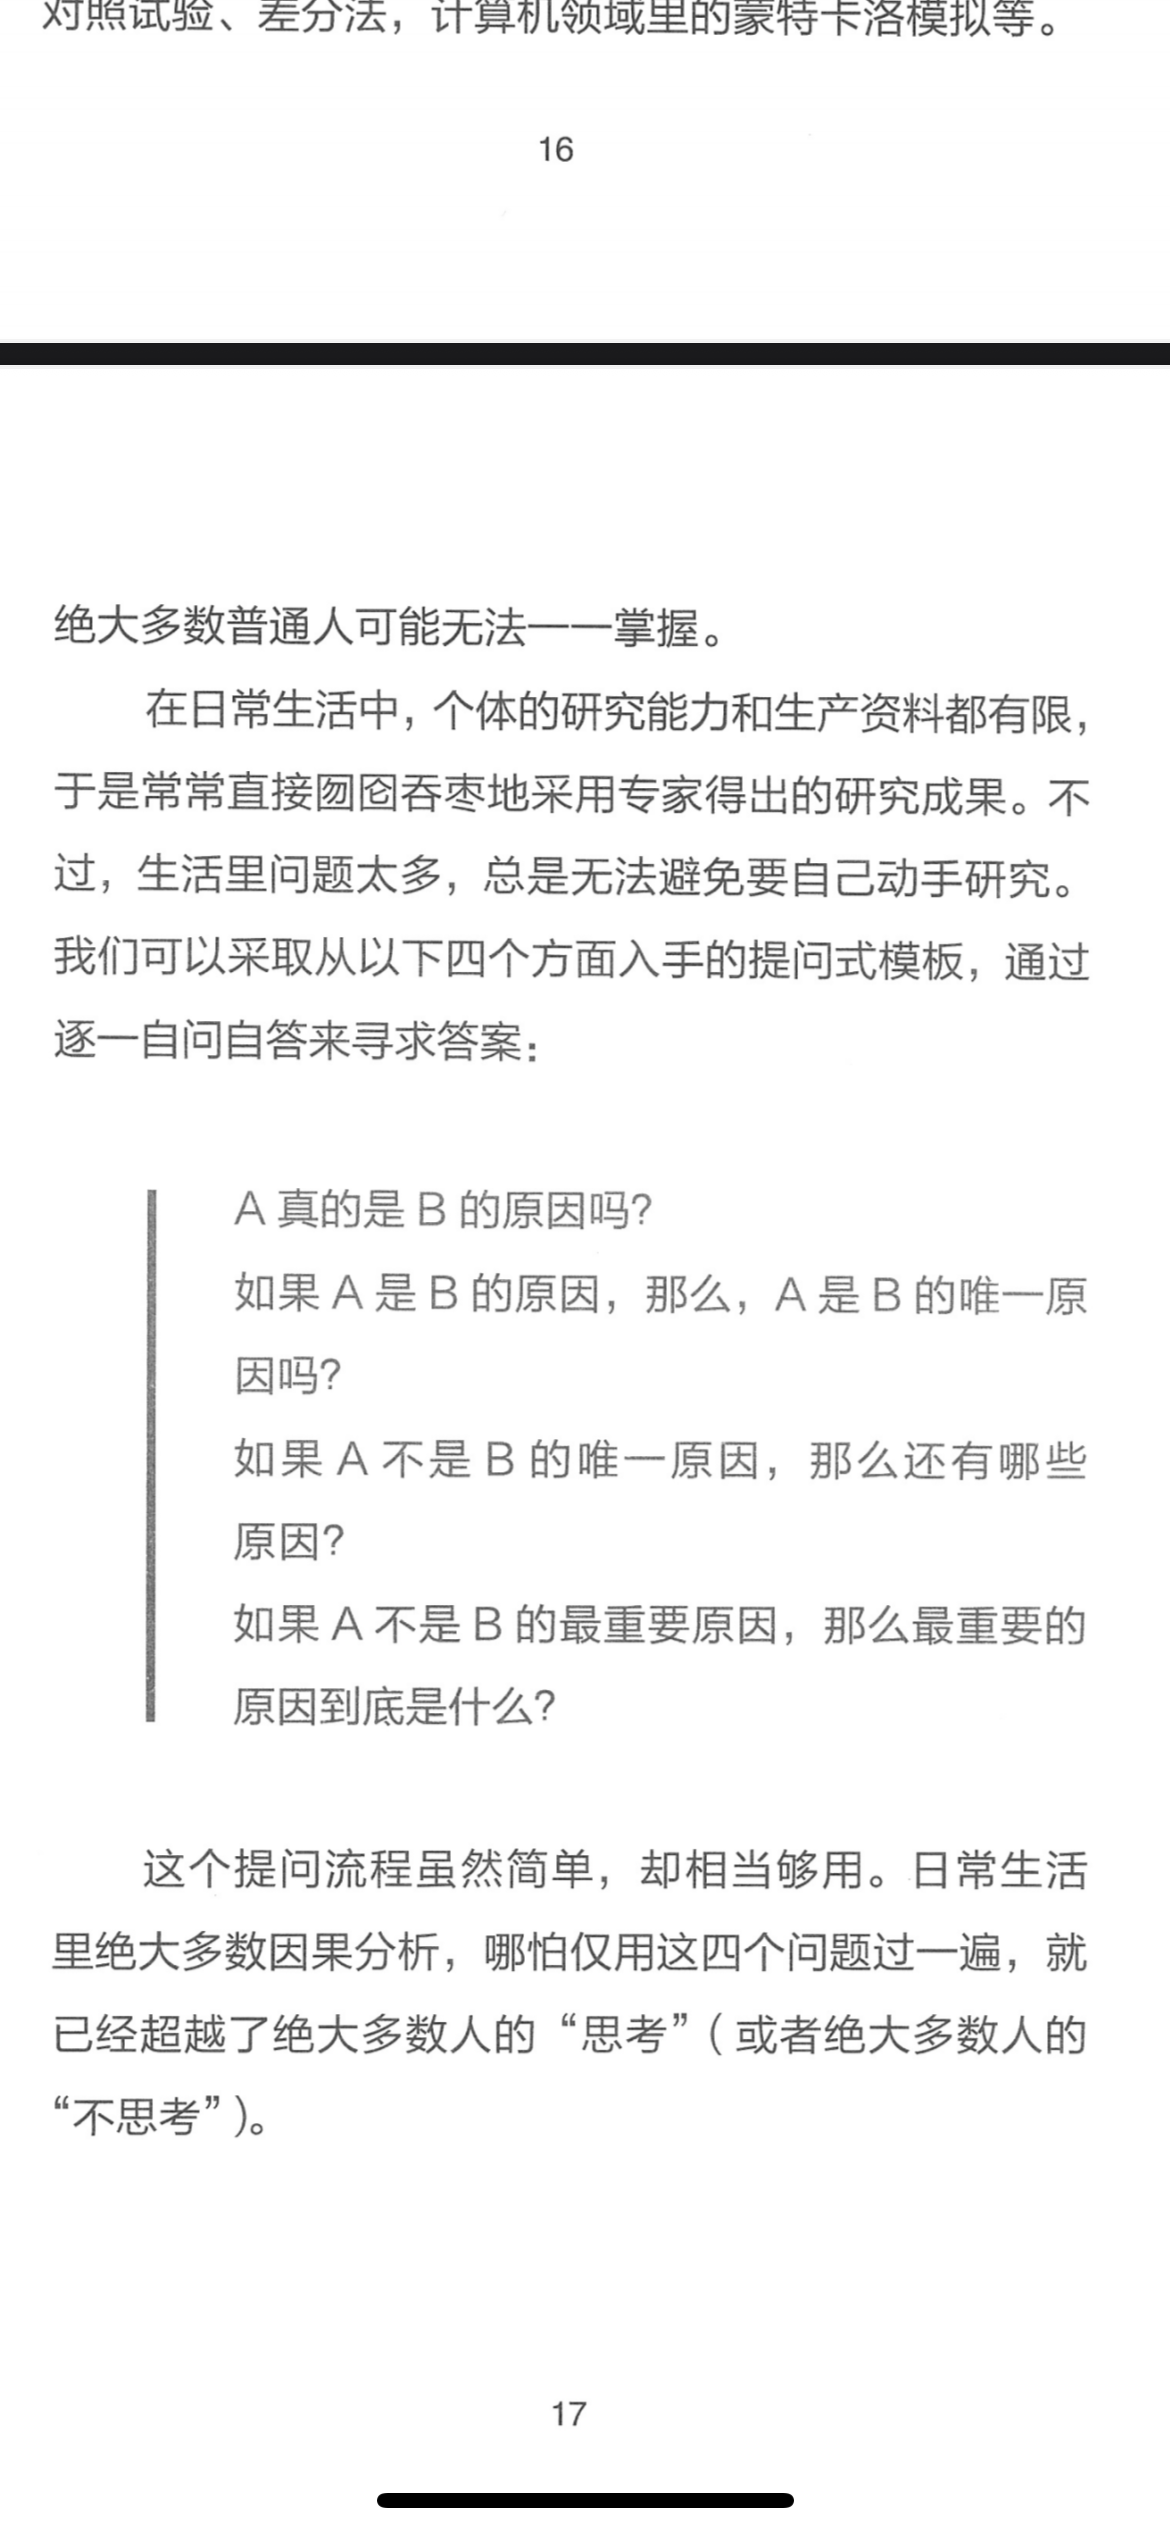 对照试验、差分法，计算机领域里的蒙特卡洛模拟等。
16
绝大多数普通人可能无法一一掌握。
在日常生活中，个体的研究能力和生产资料都有限，
于是常常直接囫囵吞枣地采用专家得出的研究成果。不
过，生活里问题太多，总是无法避免要自己动手研究。
我们可以采取从以下四个方面入手的提问式模板，通过
逐一自问自答来寻求答案：
A 真的是 B 的原因吗？
如果 A 是 B 的原因，那么，A 是 B 的唯一原
因吗？
如果 A 不是 B 的唯一原因，那么还有哪些
原因？
如果 A 不是 B 的最重要原因，那么最重要的
原因到底是什么？
这个提问流程虽然简单，却相当够用。日常生活
里绝大多数因果分析，哪怕仅用这四个问题过一遍，就
已经超越了绝大多数人的“思考”（或者绝大多数人的
“不思考”）。
17